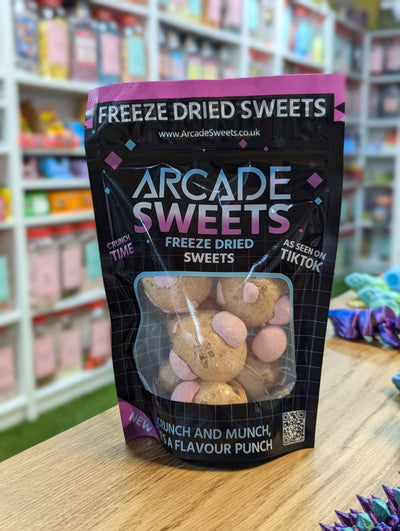 FREEZE DRIED SWEETS
www.ArcadeSweets.co.uk
ARCADE
SWEETS
FREEZE DRIED
SWEETS
CRUNCH
TIME
AS SEEN ON
TIKTOK
NEW
CRUNCH AND MUNCH,
A FLAVOUR PUNCH